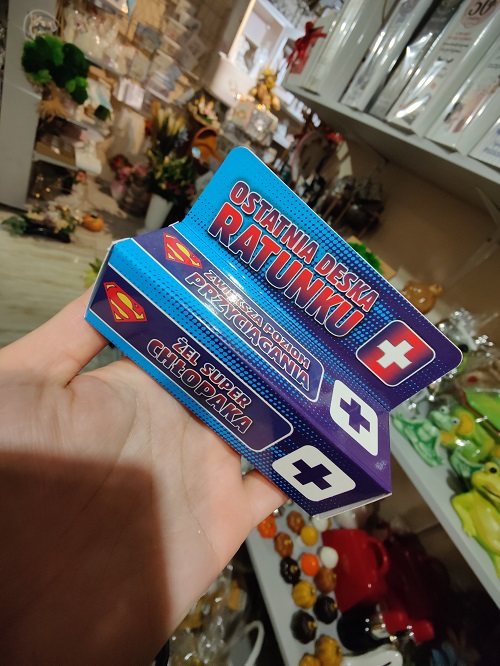 OSTATNIA DESKA
RATUNKU
ZWIĘKSZA POZIOM
PRZYCIĄGANIA
ŻEL SUPER
CHŁOPAKA
S
S